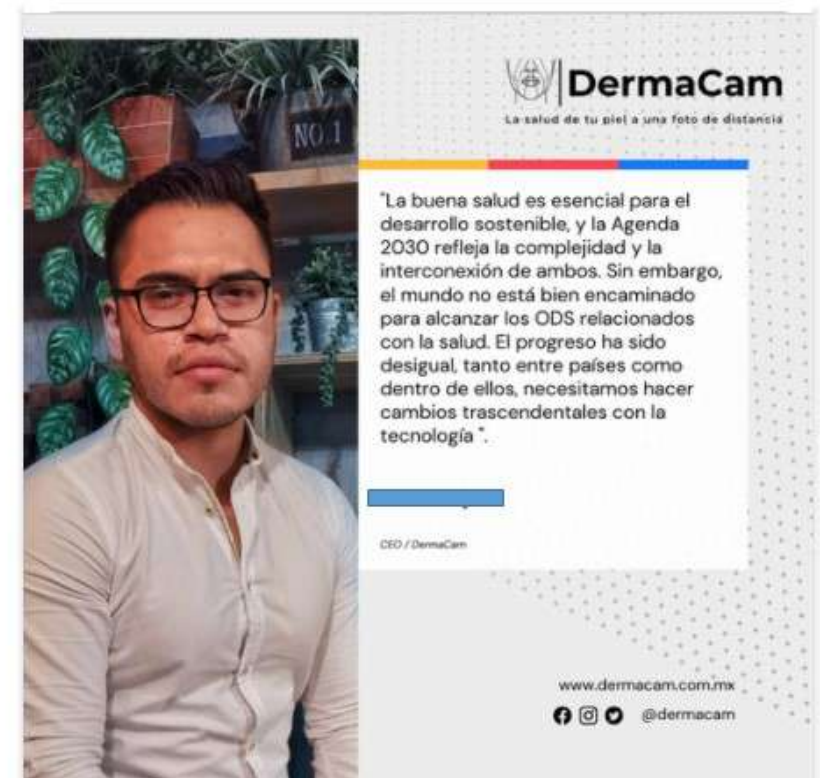 NO.1
DermaCam
La salud de tu piel a una foto de distancia
"La buena salud es esencial para el
desarrollo sostenible, y la Agenda
2030 refleja la complejidad y la
interconexión de ambos. Sin embargo,
el mundo no está bien encaminado
para alcanzar los ODS relacionados
con la salud. El progreso ha sido
desigual, tanto entre países como
dentro de ellos, necesitamos hacer
cambios trascendentales con la
tecnología ".
CEO / DermaCam
www.dermacam.com.mx
@dermacam